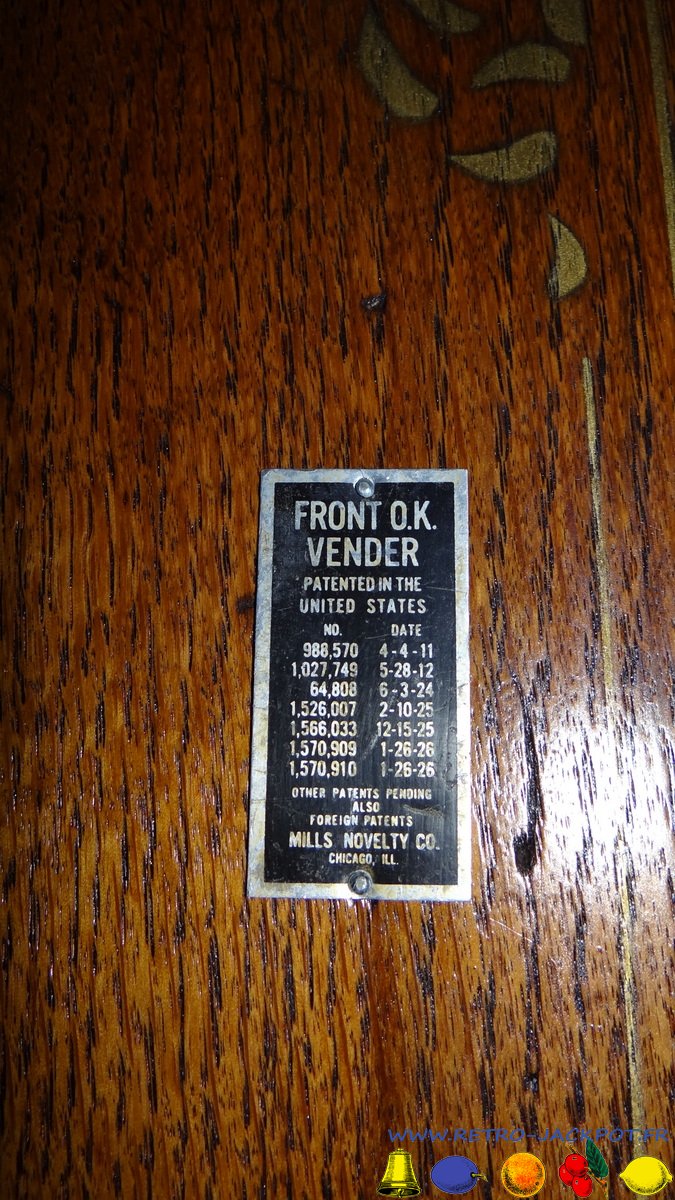 FRONT O.K.
VENDER
PATENTED IN THE
UNITED STATES
NO. DATE
988,570 4-4-11
1,027,749 5-28-12
64,808 6-3-24
1,526,007 2-10-25
1,566,033 12-15-25
1,570,909 1-26-26
1,570,910 1-26-26
OTHER PATENTS PENDING
ALSO
FOREIGN PATENTS
MILLS NOVELTY CO.
CHICAGO, ILL.
WWW.RETRO-JACKPOT.FR